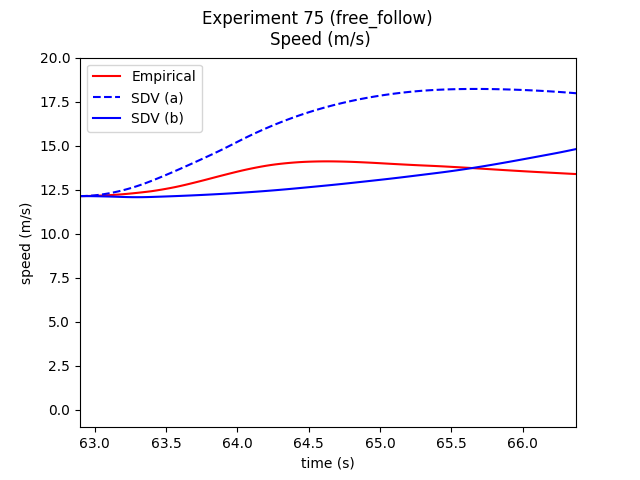 Experiment 75 (free_follow)
Speed (m/s)
Empirical
SDV (a)
SDV (b)
speed (m/s)
20.0
17.5
15.0
12.5
10.0
7.5
5.0
2.5
0.0
63.0 63.5 64.0 64.5 65.0 65.5 66.0
time (s)